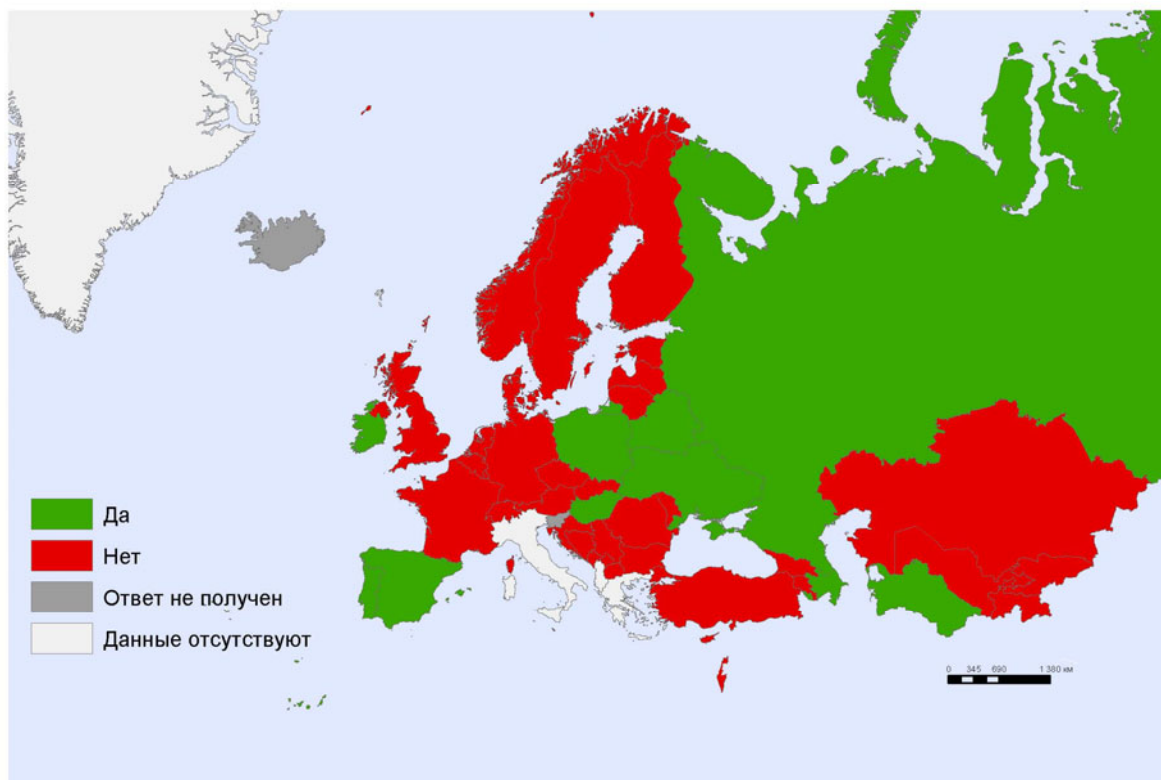 Да
Нет
Ответ не получен
Данные отсутствуют
0 345 690 1 380 км